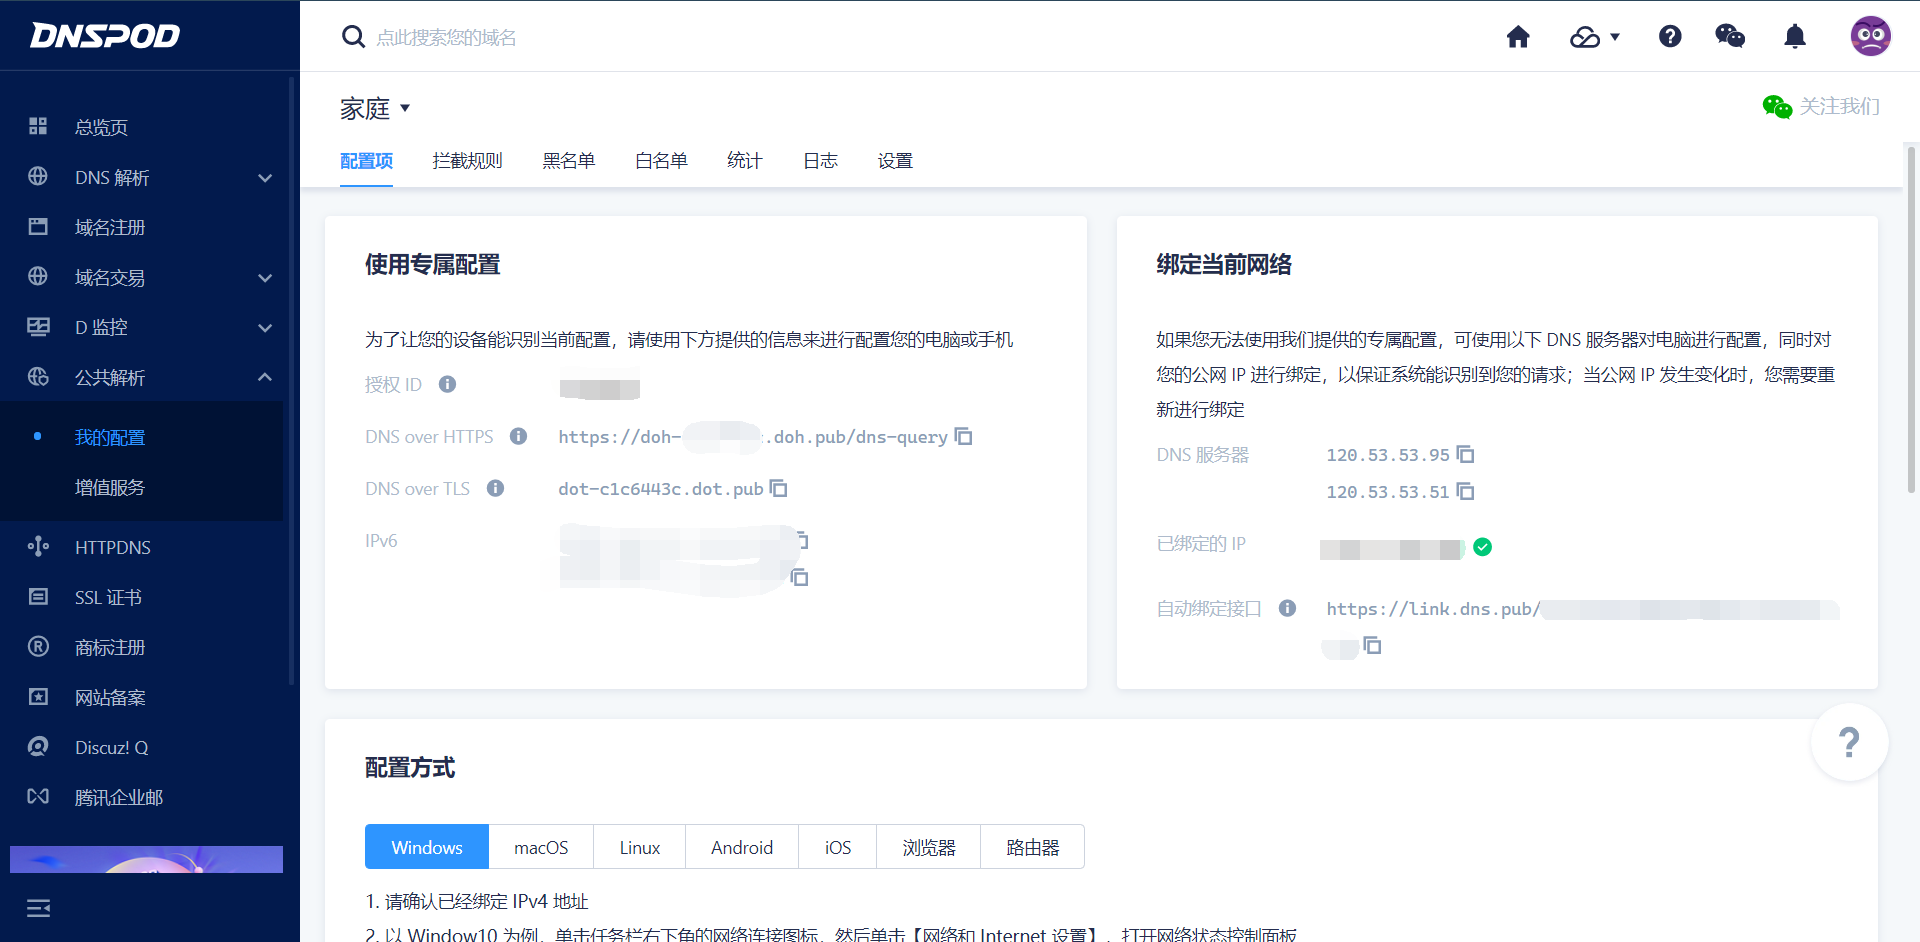 DNSPOD
点此搜索您的域名
总览页
DNS 解析
域名注册
域名交易
D 监控
公共解析
我的配置
增值服务
HTTPDNS
SSL 证书
商标注册
网站备案
Discuz! Q
腾讯企业邮
家庭
关注我们
配置项
拦截规则
黑名单
白名单
统计
日志
设置
使用专属配置
为了让您的设备能识别当前配置，请使用下方提供的信息来进行配置您的电脑或手机
授权 ID
DNS over HTTPS
https://doh-
.doh.pub/dns-query
DNS over TLS
dot-c1c6443c.dot.pub
IPv6
绑定当前网络
如果您无法使用我们提供的专属配置，可使用以下 DNS 服务器对电脑进行配置，同时对
您的公网 IP 进行绑定，以保证系统能识别到您的请求；当公网 IP 发生变化时，您需要重
新进行绑定
DNS 服务器
120.53.53.95
120.53.53.51
已绑定的 IP
自动绑定接口
https://link.dns.pub/
配置方式
Windows
macOS
Linux
Android
iOS
浏览器
路由器
1. 请确认已经绑定 IPv4 地址
2. 以 Window10 为例，单击任务栏右下角的网络连接图标，然后单击【网络和 Internet 设置】，打开网络状态控制面板